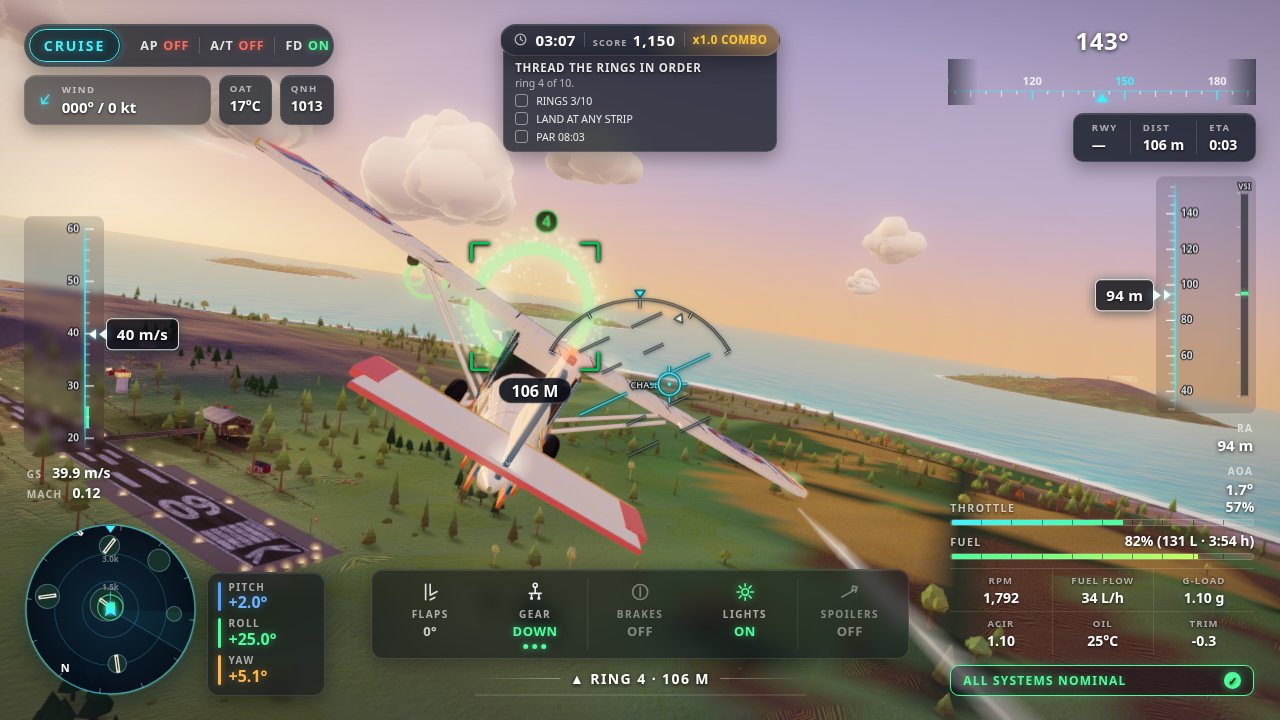 CRUISE
AP OFF
A/T OFF
FD ON
WIND
000° / 0 kt
OAT
17°C
QNH
1013
03:07
SCORE 1,150
x1.0 COMBO
THREAD THE RINGS IN ORDER
ring 4 of 10.
RINGS 3/10
LAND AT ANY STRIP
PAR 08:03
143°
120 150 180
RWY
—
DIST
106 m
ETA
0:03
VSI
140
120
100
80
60
40
94 m
RA
94 m
AOA
1.7°
60
50
40
30
20
40 m/s
GS 39.9 m/s
MACH 0.12
4
106 M
CHAS
THROTTLE 57%
FUEL 82% (131 L · 3:54 h)
RPM
1,792
FUEL FLOW
34 L/h
G-LOAD
1.10 g
ACIR
1.10
OIL
25°C
TRIM
-0.3
ALL SYSTEMS NOMINAL
3.0k
1.5k
N
PITCH
+2.0°
ROLL
+25.0°
YAW
+5.1°
FLAPS
0°
GEAR
DOWN
BRAKES
OFF
LIGHTS
ON
SPOILERS
OFF
▲ RING 4 · 106 M